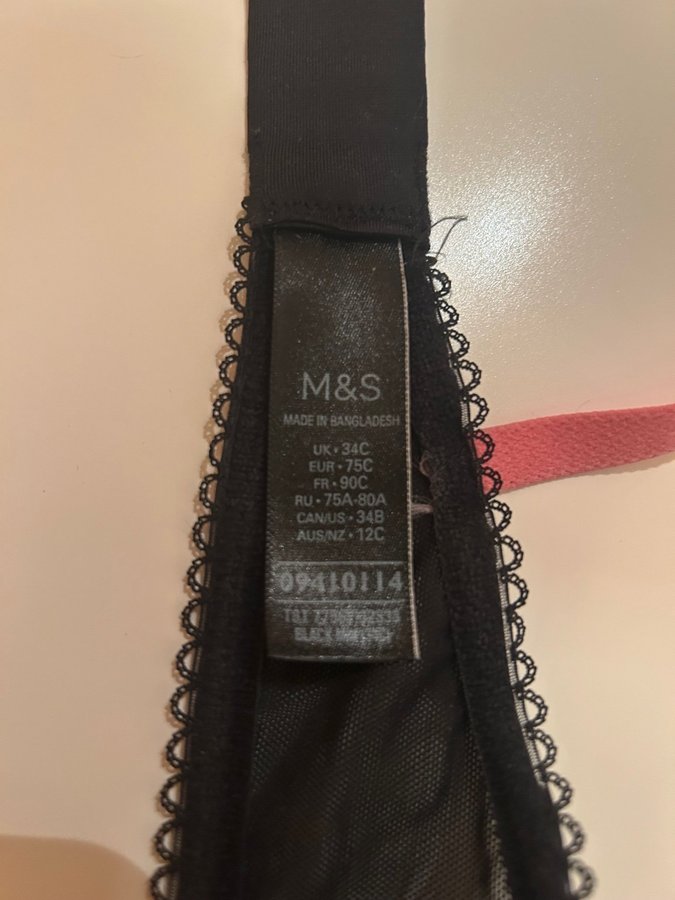 M&S
MADE IN BANGLADESH
UK • 34C
EUR • 75C
FR • 90C
RU • 75A-80A
CAN/US • 34B
AUS/NZ • 12C
09410114
T&T
BLACK